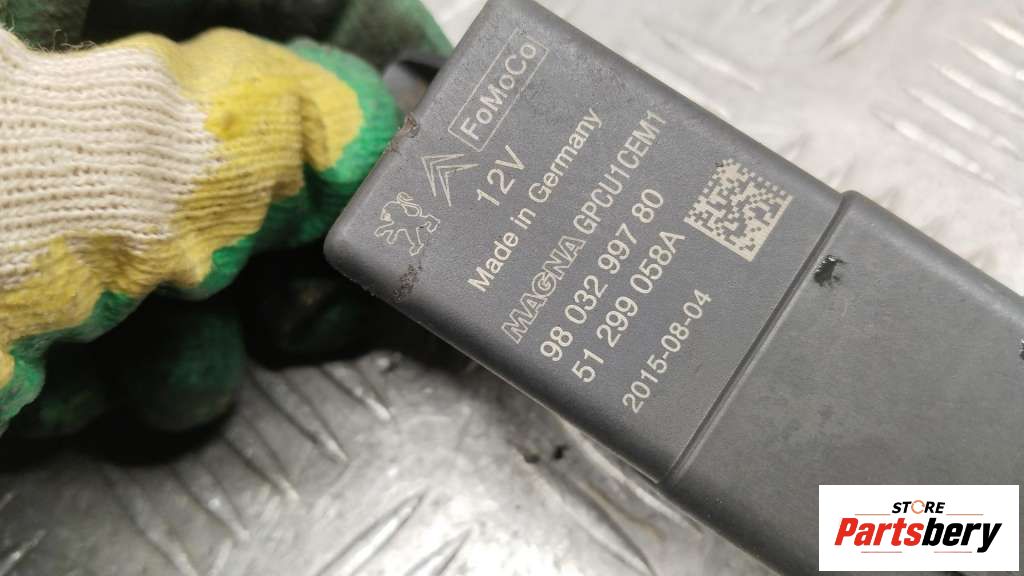 FoMoCo
12V
Made in Germany
MAGNA GPCU1CEM1
98 032 997 80
51 299 058A
2015-08-04
STORE
Partsbery